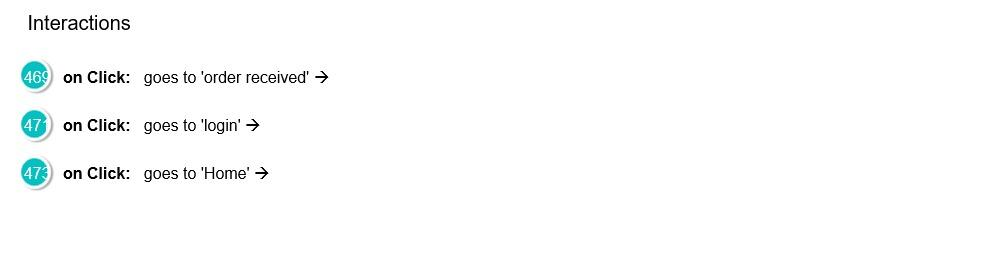 Interactions
469 on Click: goes to 'order received' →
471 on Click: goes to 'login' →
473 on Click: goes to 'Home' →